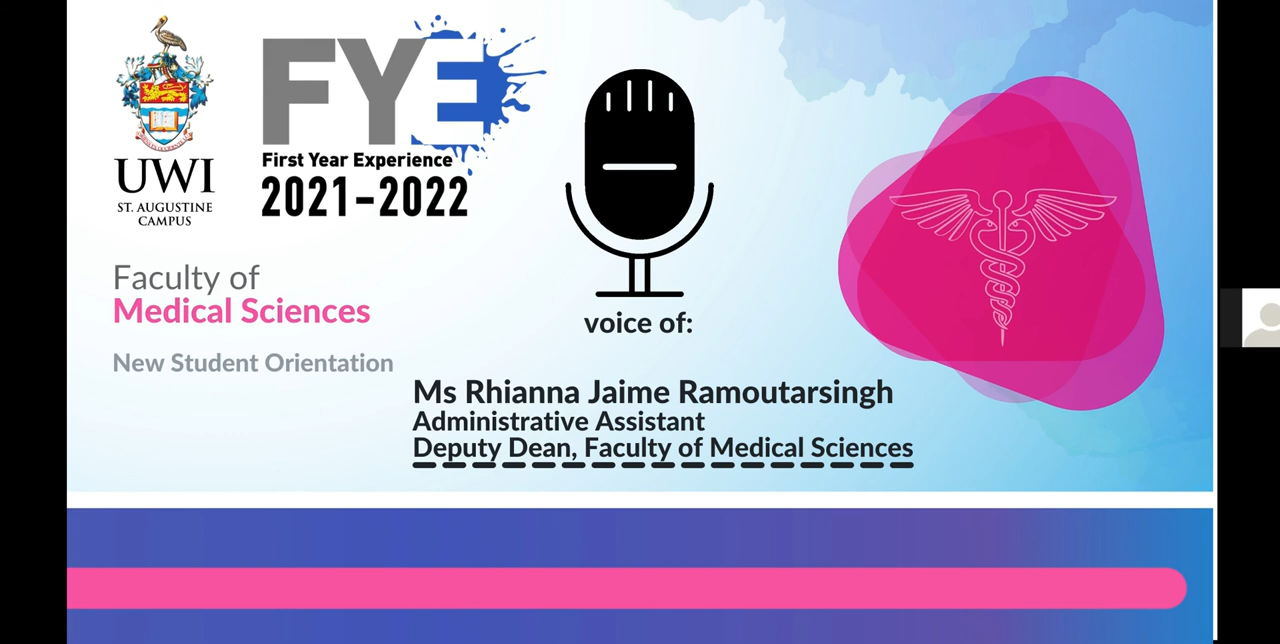 UWI
ST. AUGUSTINE
CAMPUS
FYE
First Year Experience
2021-2022
Faculty of
Medical Sciences
New Student Orientation
voice of:
Ms Rhianna Jaime Ramoutarsingh
Administrative Assistant
Deputy Dean, Faculty of Medical Sciences